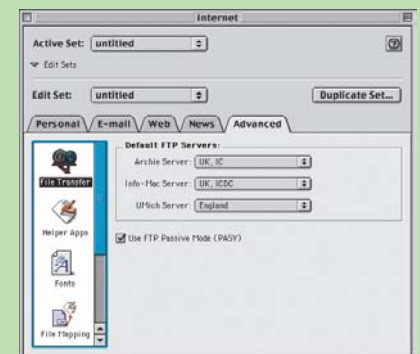 Internet
Active Set: untitled
Edit Sets
Edit Set: untitled
Duplicate Set...
Personal E-mail Web News Advanced
Default FTP Servers:
File Transfer
Archie Server: UK, IC
Info-Mac Server: UK, ICDC
UMich Server: England
Helper Apps
Use FTP Passive Mode (PASV)
Fonts
File Mapping